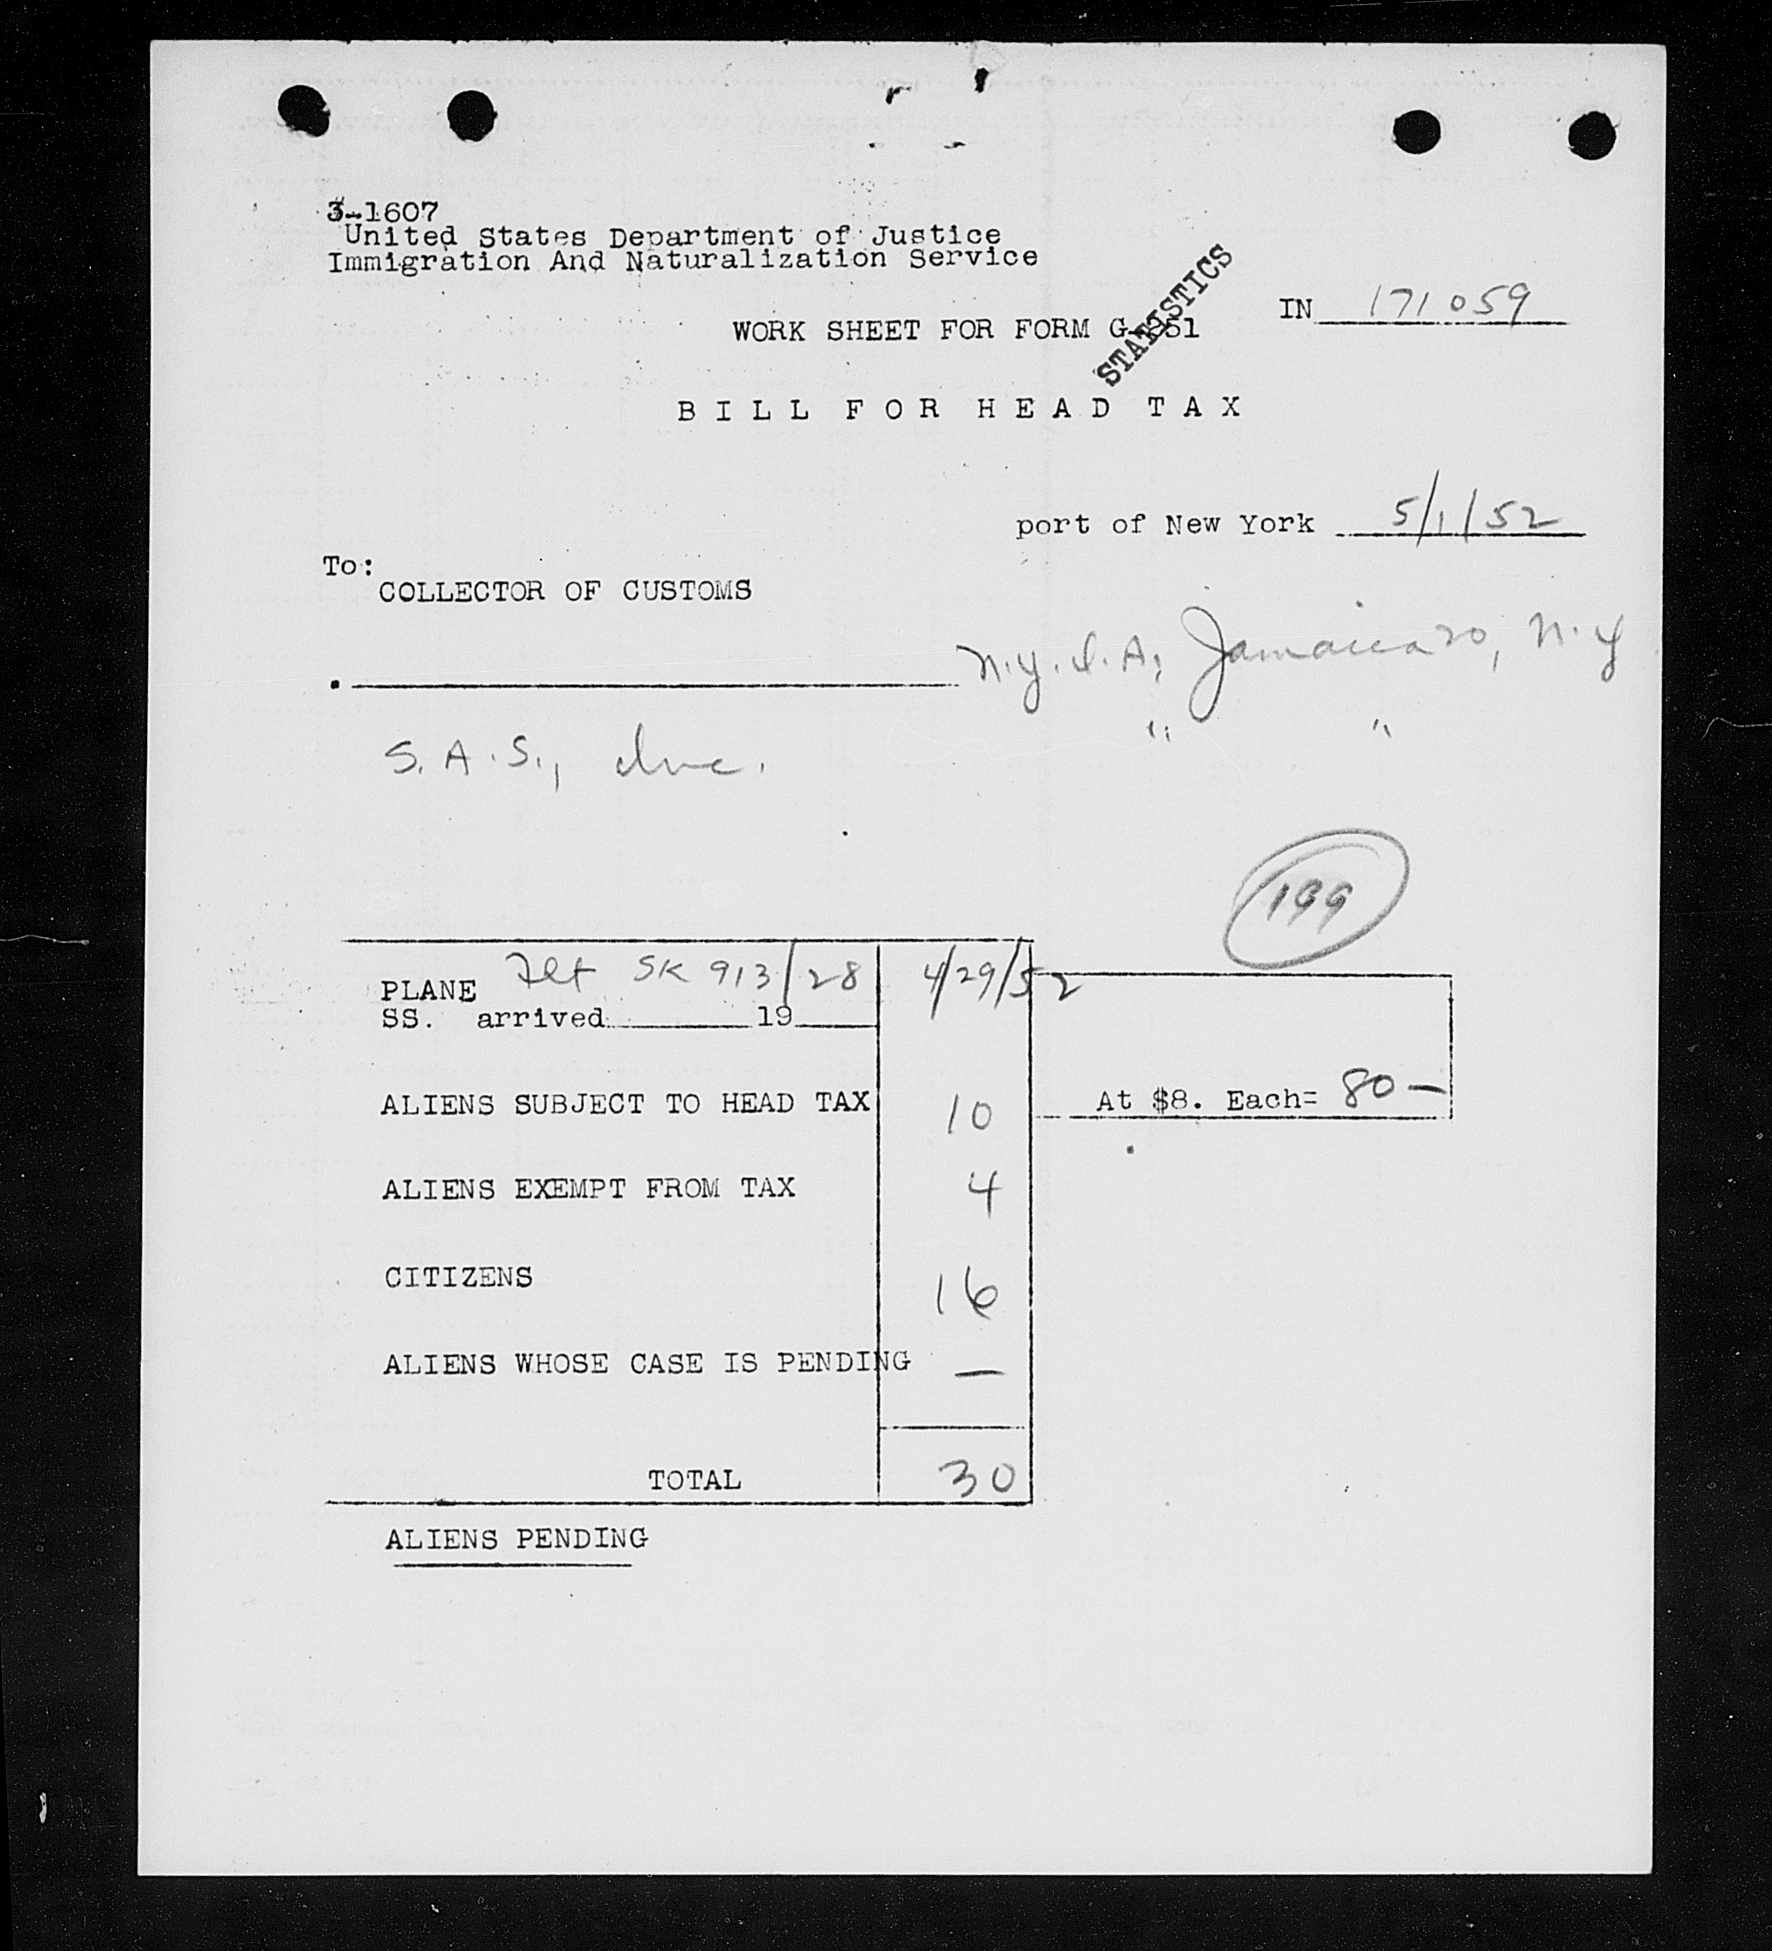 3-1607
United States Department of Justice
Immigration And Naturalization Service
STATISTICS
IN 171059
WORK SHEET FOR FORM G-151
BILL FOR HEAD TAX
port of New York 5/1/52
To:
COLLECTOR OF CUSTOMS
N.Y.I.A., Jamaica 20, N.Y
S.A.S., Inc. " "
199
PLANE Flt SK 913/28 4/29/52
SS. arrived 19
ALIENS SUBJECT TO HEAD TAX 10 At $8. Each= 80 —
ALIENS EXEMPT FROM TAX 4
CITIZENS 16
ALIENS WHOSE CASE IS PENDING —
TOTAL 30
ALIENS PENDING